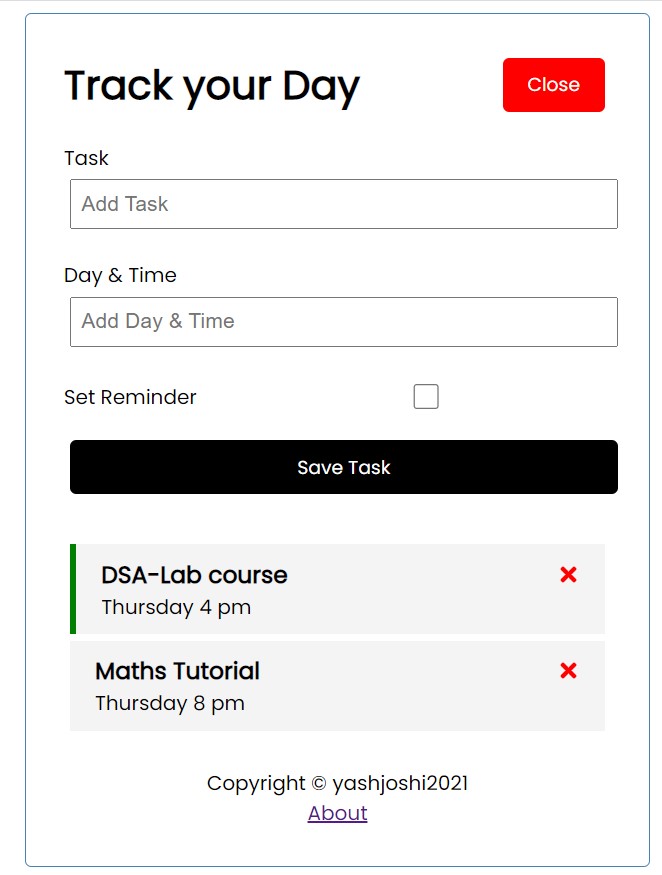 Track your Day
Close
Task
Add Task
Day & Time
Add Day & Time
Set Reminder
Save Task
DSA-Lab course
Thursday 4 pm
Maths Tutorial
Thursday 8 pm
Copyright © yashjoshi2021
About